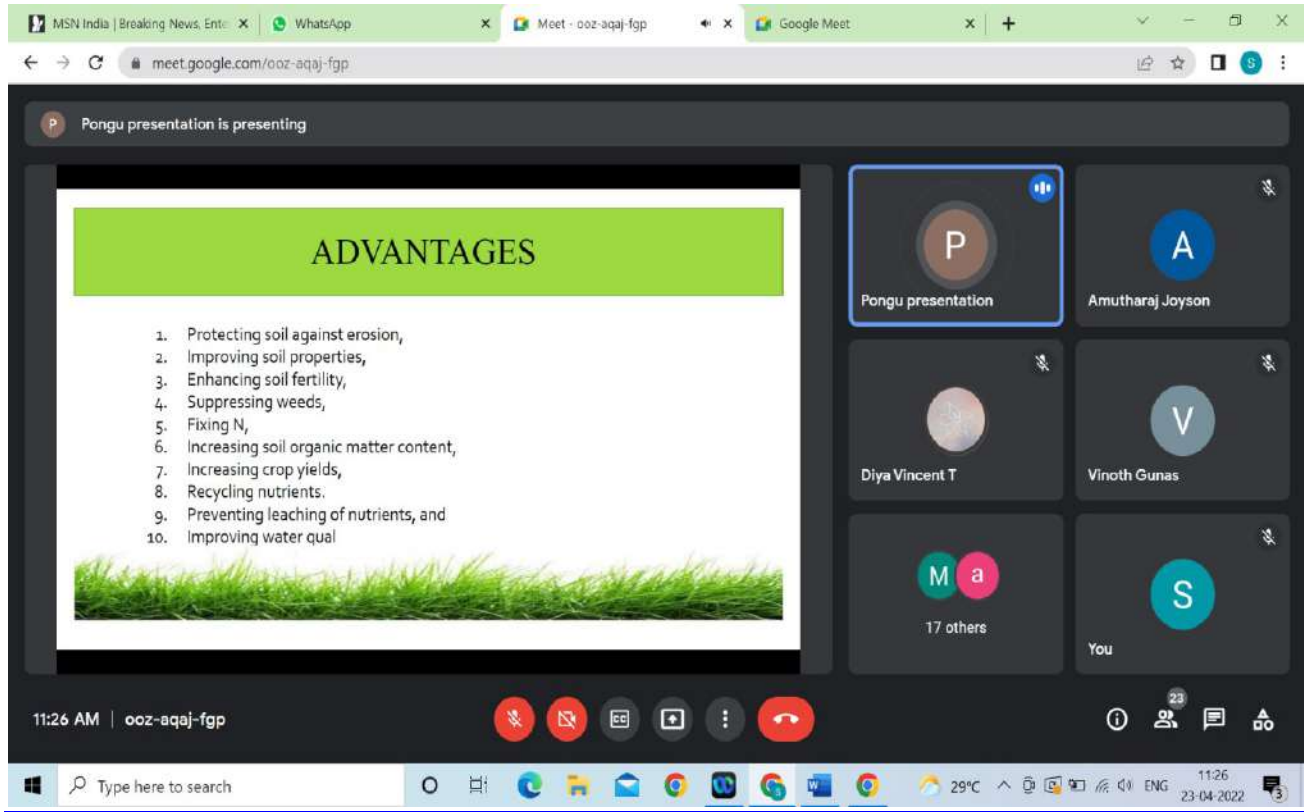 MSN India | Breaking News, Ente
WhatsApp
Meet - ooz-aqaj-fgp
Google Meet
meet.google.com/ooz-aqaj-fgp
S
P
Pongu presentation is presenting
ADVANTAGES
1. Protecting soil against erosion,
2. Improving soil properties,
3. Enhancing soil fertility,
4. Suppressing weeds,
5. Fixing N,
6. Increasing soil organic matter content,
7. Increasing crop yields,
8. Recycling nutrients.
9. Preventing leaching of nutrients, and
10. Improving water qual
P
Pongu presentation
A
Amutharaj Joyson
Diya Vincent T
V
Vinoth Gunas
M a
17 others
S
You
11:26 AM | ooz-aqaj-fgp
CC
23
Type here to search
29°C
ENG
11:26
23-04-2022
3